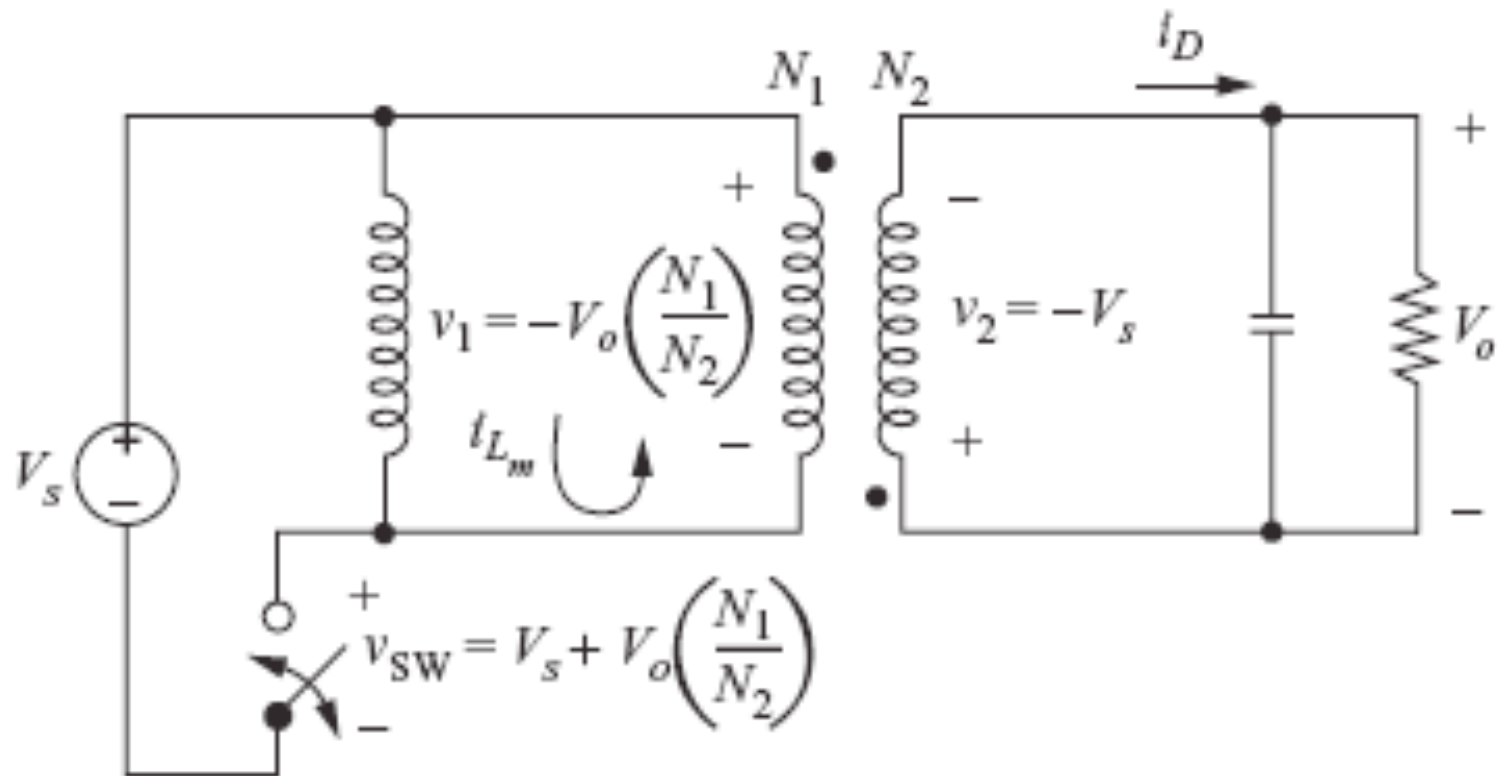 i_D
N_1 N_2
+
+ −
v_1 = −V_o (N_1/N_2)
v_2 = −V_s
V_o
i_{L_m}
− +
V_s
+
−
−
+
v_SW = V_s + V_o (N_1/N_2)
−